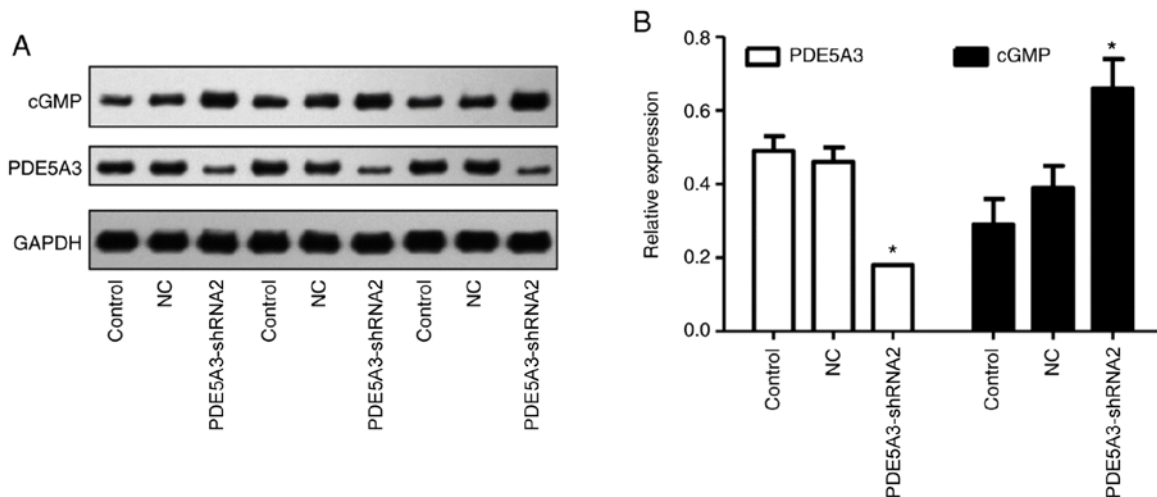 A
cGMP
PDE5A3
GAPDH
Control
NC
PDE5A3-shRNA2
Control
NC
PDE5A3-shRNA2
Control
NC
PDE5A3-shRNA2
B
Relative expression
0.8
0.6
0.4
0.2
0.0
PDE5A3
cGMP
*
*
Control
NC
PDE5A3-shRNA2
Control
NC
PDE5A3-shRNA2